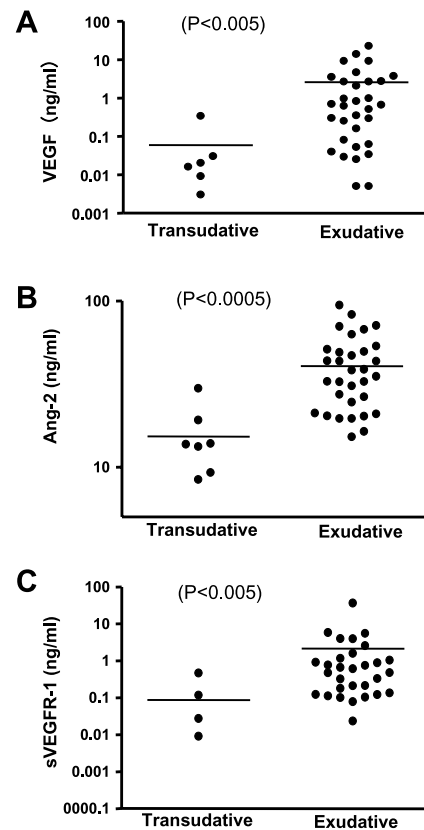 A
(P<0.005)
VEGF (ng/ml)
100
10
1
0.1
0.01
0.001
Transudative
Exudative
B
(P<0.0005)
Ang-2 (ng/ml)
100
10
Transudative
Exudative
C
(P<0.005)
sVEGFR-1 (ng/ml)
100
10
1
0.1
0.01
0.001
0000.1
Transudative
Exudative